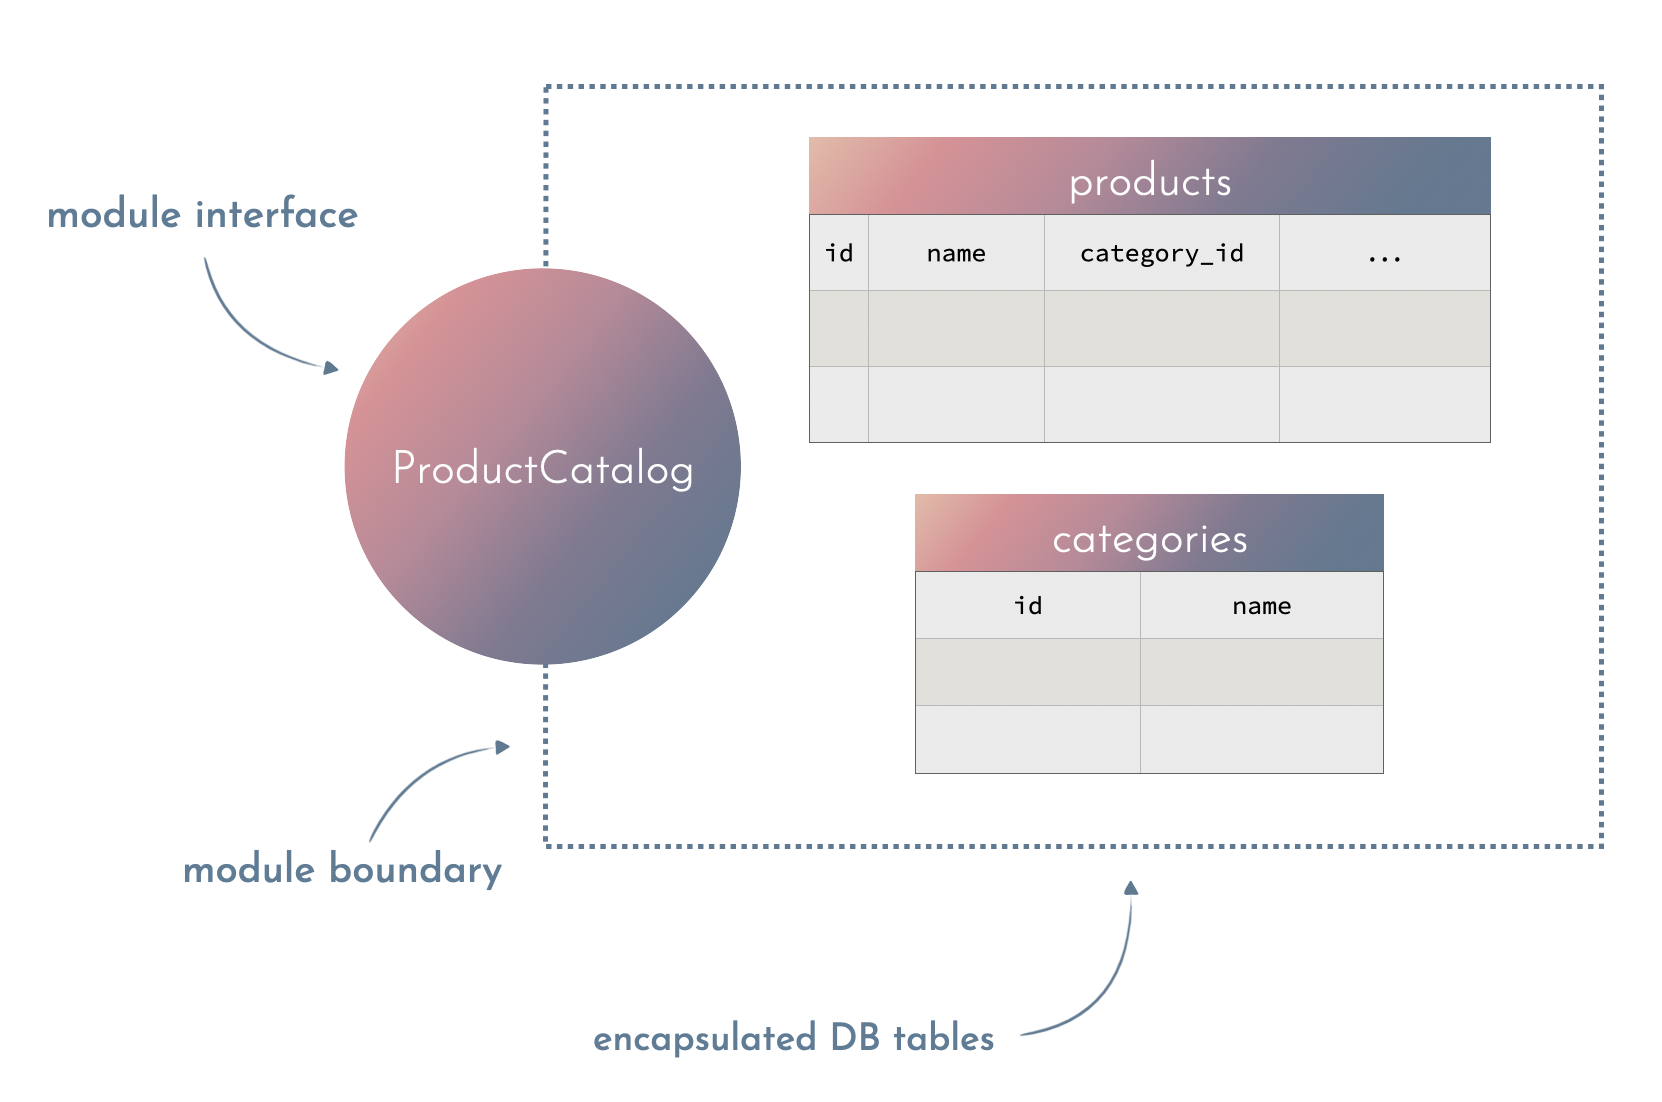 module interface
products
id name category_id ...
ProductCatalog
categories
id name
module boundary
encapsulated DB tables